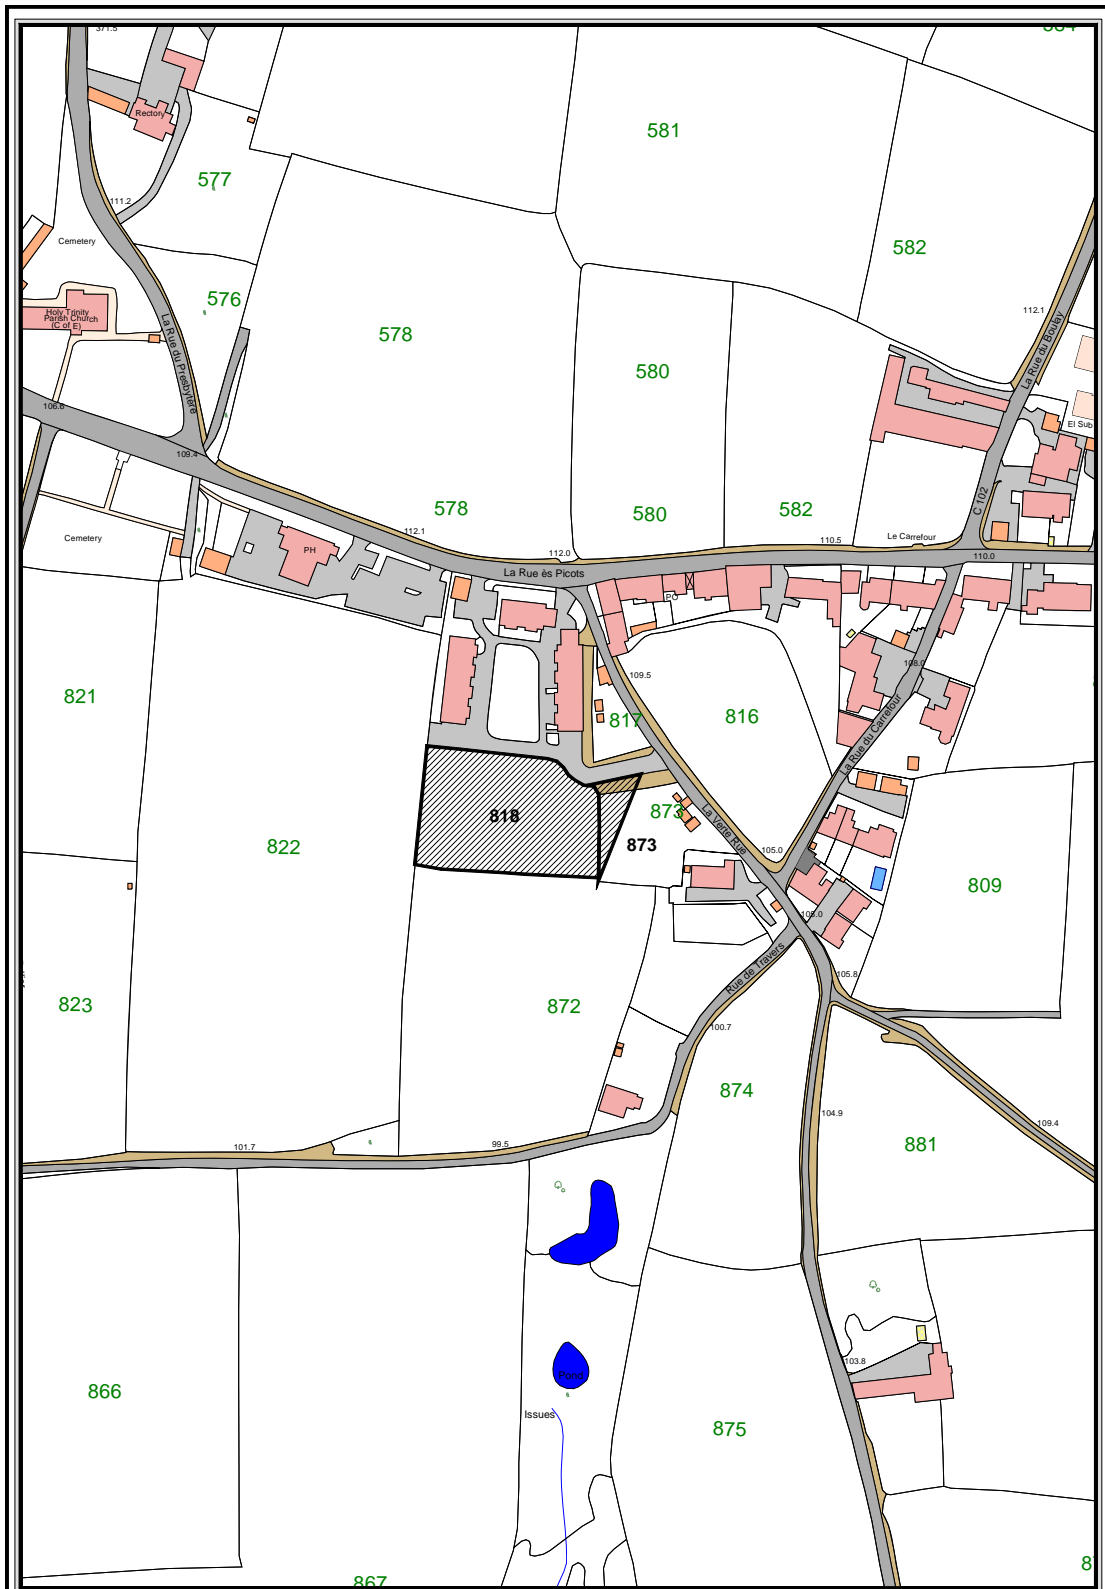 371.5
Rectory
581
577
111.2
Cemetery
582
576
Holy Trinity
Parish Church
(C of E)
La Rue du Presbytère
578
112.1
La Rue du Boulay
580
106.6
El Sub
109.4
C 102
578
580
582
112.1
Cemetery
PH
112.0
110.5
Le Carrefour
110.0
La Rue ès Picots
PO
109.5
108.0
821
817
816
La Rue du Carrefour
818
873
873
La Verte Rue
822
105.0
809
105.0
Rue de Travers
105.8
823
872
100.7
874
104.9
109.4
101.7
99.5
881
103.8
Pond
866
Issues
875
867